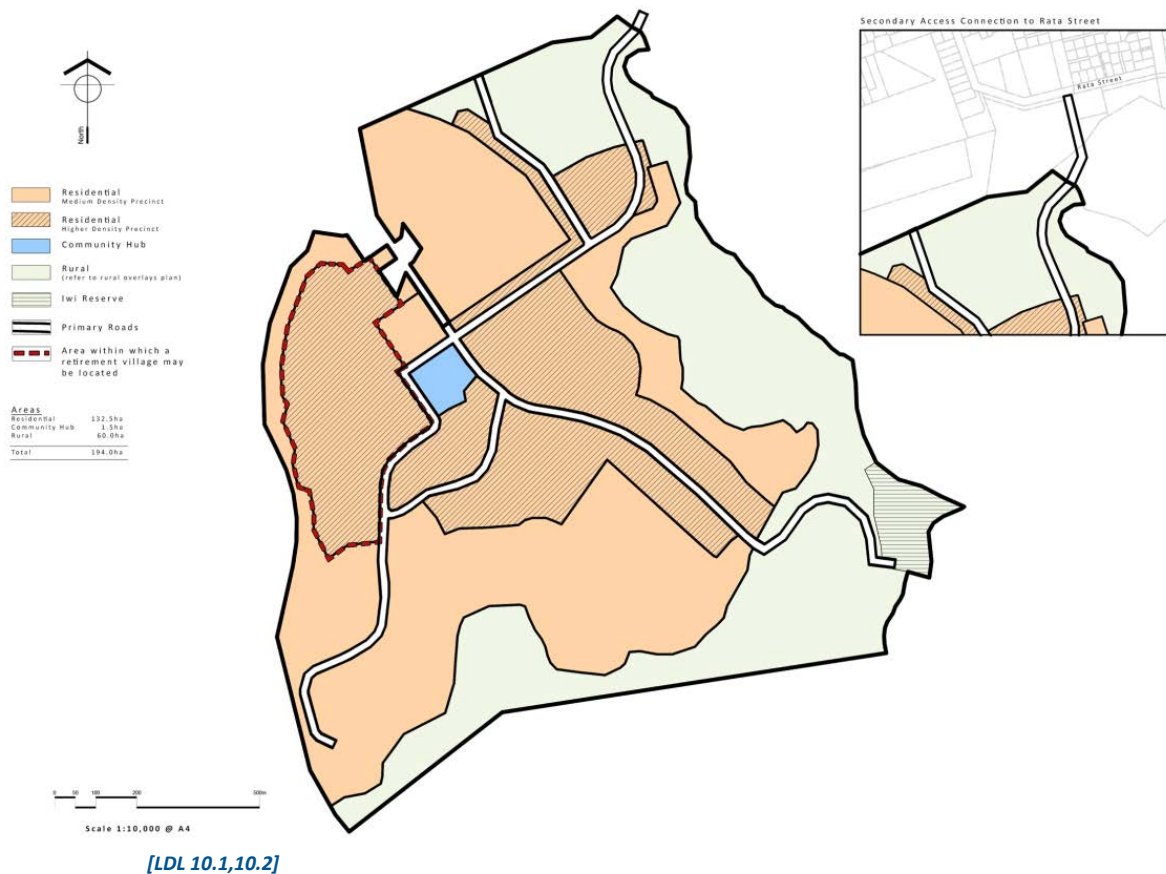 Secondary Access Connection to Rata Street
Rata Street
North
Residential
Medium Density Precinct
Residential
Higher Density Precinct
Community Hub
Rural
(refer to rural overlays plan)
Iwi Reserve
Primary Roads
Area within which a
retirement village may
be located
Areas
Residential 132.5ha
Community Hub 1.5ha
Rural 60.0ha
Total 194.0ha
0 50 100 200 500m
Scale 1:10,000 @ A4
[LDL 10.1,10.2]